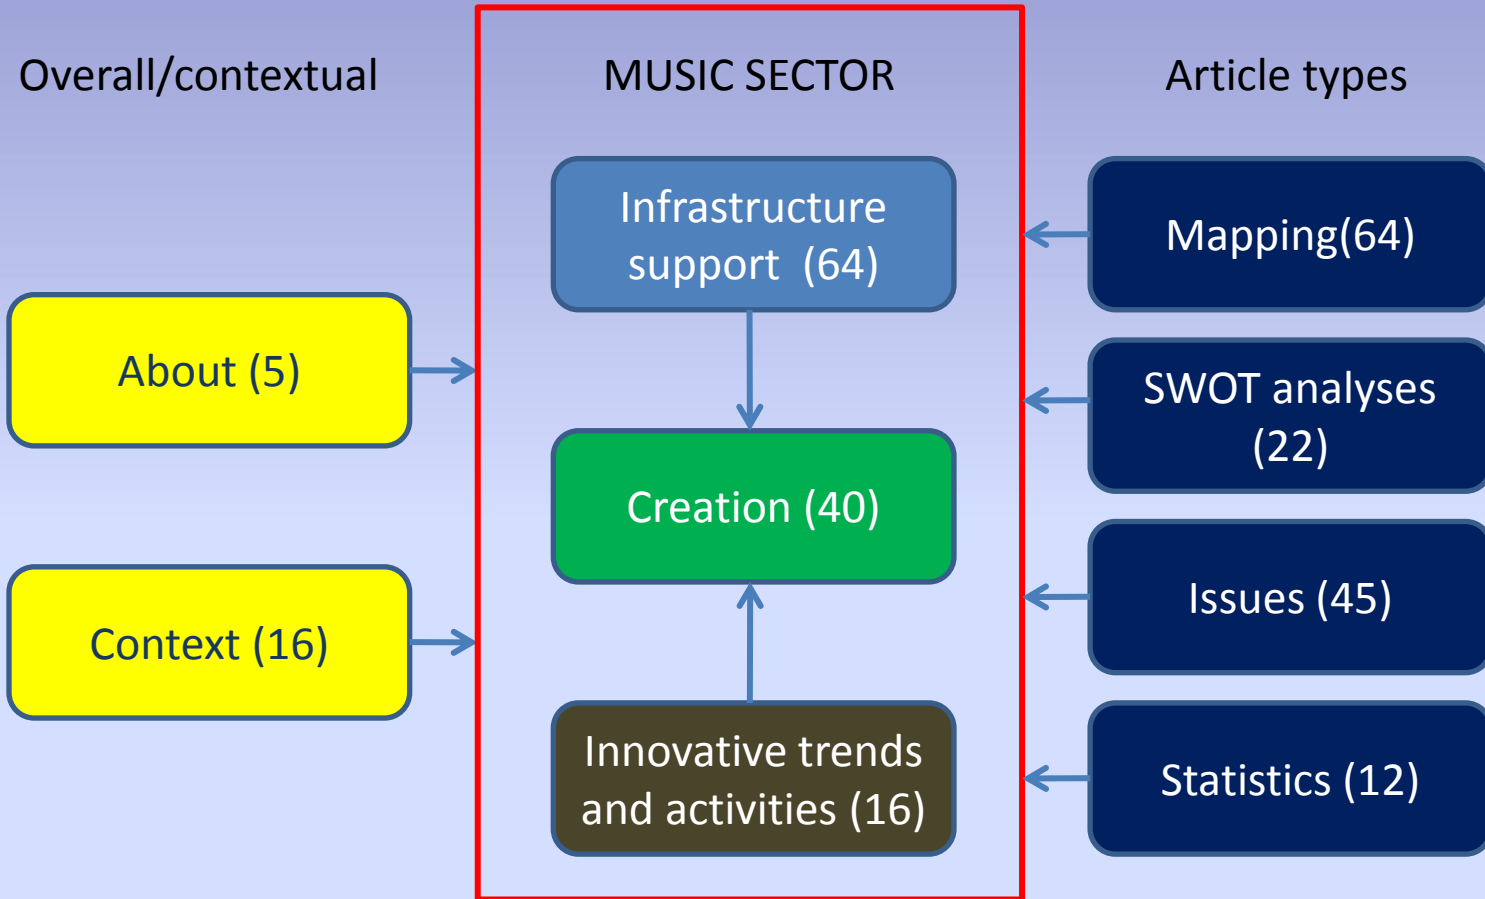 Overall/contextual
About (5)
Context (16)
MUSIC SECTOR
Infrastructure
support  (64)
Creation (40)
Innovative trends
and activities (16)
Article types
Mapping(64)
SWOT analyses
(22)
Issues (45)
Statistics (12)